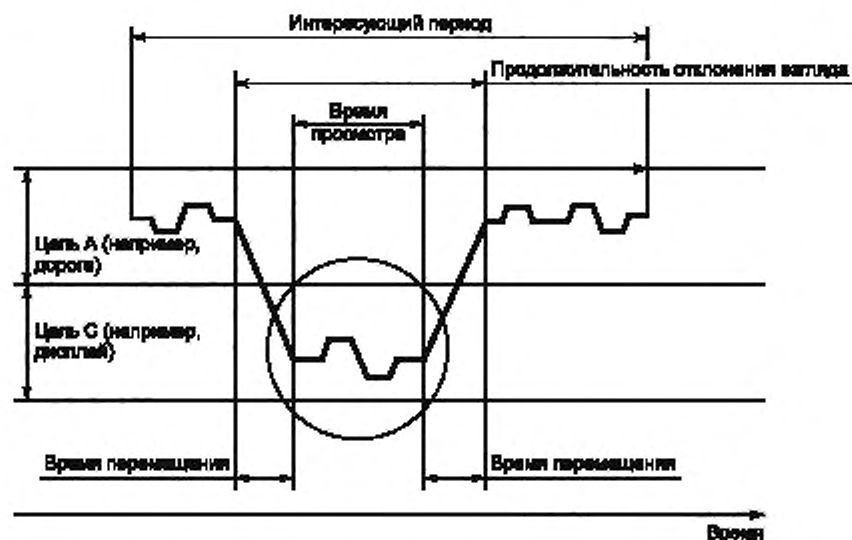 Интересующий период
Продолжительность отклонения взгляда
Время
просмотра
Цель А (например,
дорога)
Цель С (например,
дисплей)
Время перемещения
Время перемещения
Время